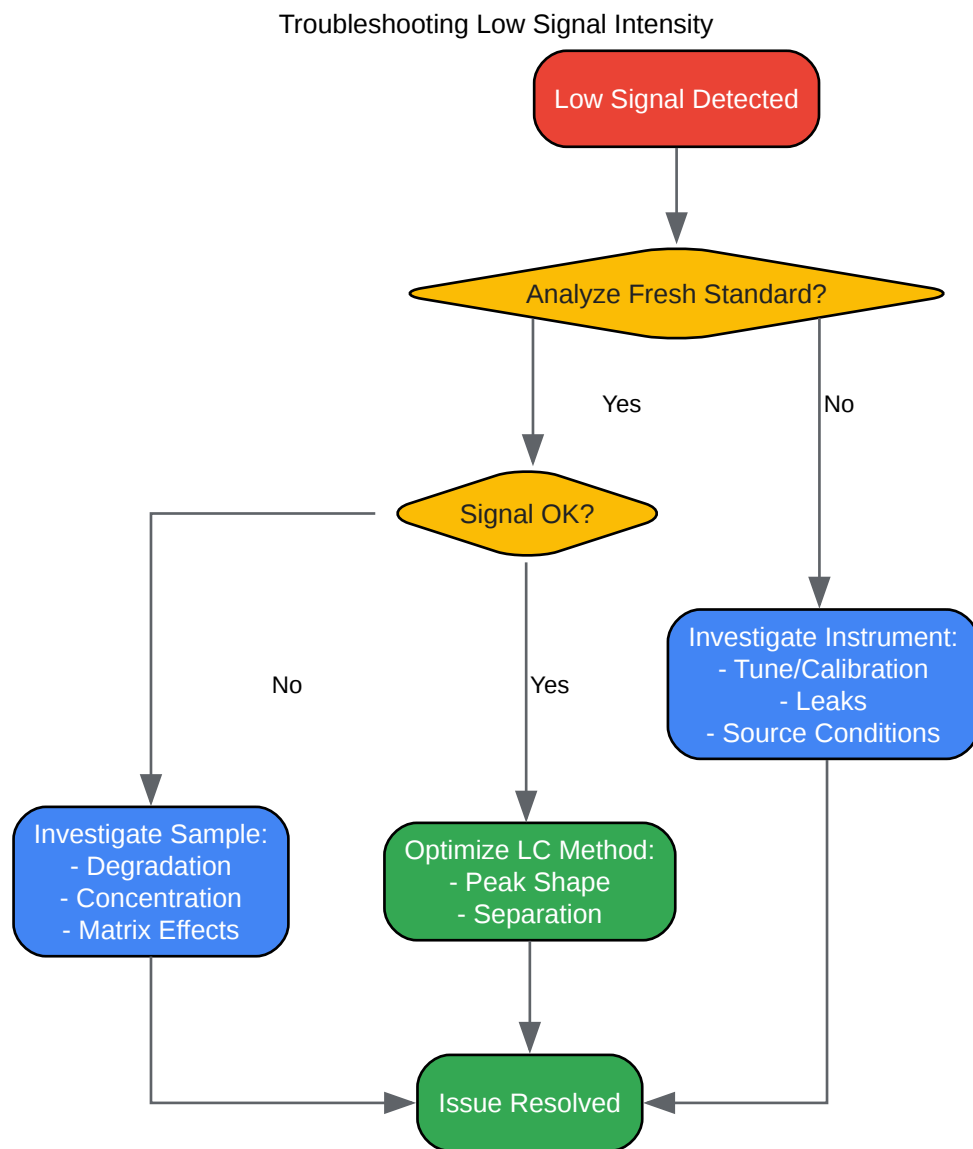 Troubleshooting Low Signal Intensity
Low Signal Detected
Analyze Fresh Standard?
Yes
No
Signal OK?
No
Yes
Investigate Instrument:
- Tune/Calibration
- Leaks
- Source Conditions
Investigate Sample:
- Degradation
- Concentration
- Matrix Effects
Optimize LC Method:
- Peak Shape
- Separation
Issue Resolved